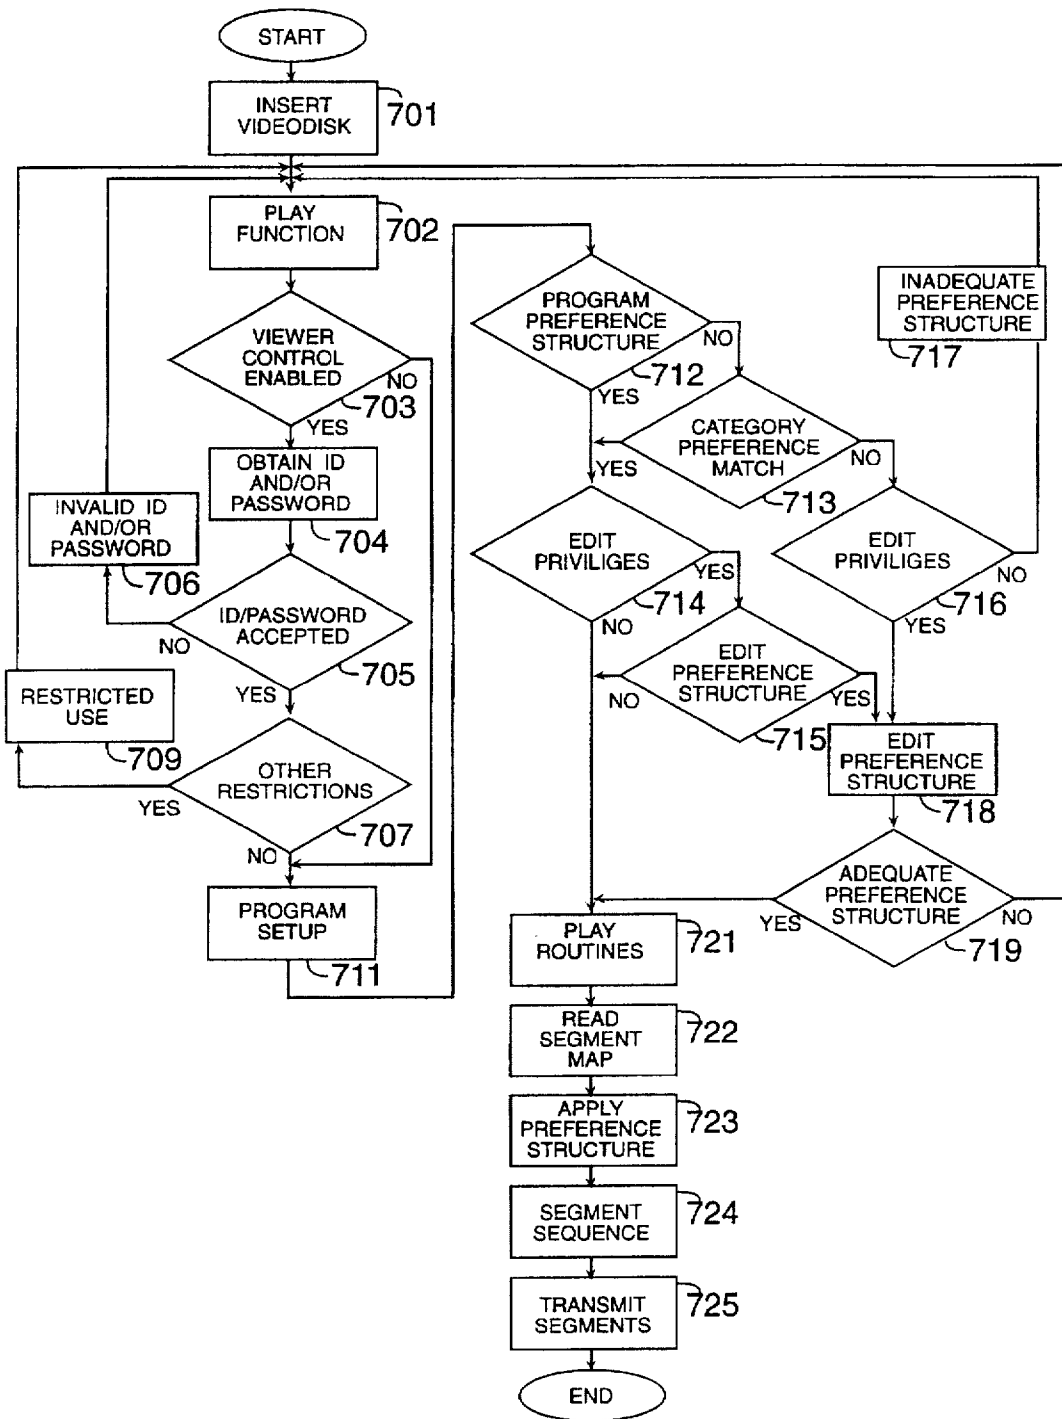 START
INSERT
VIDEODISK
701
PLAY
FUNCTION
702
VIEWER
CONTROL
ENABLED
703
NO
YES
OBTAIN ID
AND/OR
PASSWORD
704
INVALID ID
AND/OR
PASSWORD
706
ID/PASSWORD
ACCEPTED
705
NO
YES
RESTRICTED
USE
709
OTHER
RESTRICTIONS
707
YES
NO
PROGRAM
SETUP
711
PROGRAM
PREFERENCE
STRUCTURE
712
NO
YES
CATEGORY
PREFERENCE
MATCH
713
YES
NO
EDIT
PRIVILIGES
714
YES
NO
EDIT
PREFERENCE
STRUCTURE
715
NO
YES
EDIT
PRIVILIGES
716
NO
YES
INADEQUATE
PREFERENCE
STRUCTURE
717
EDIT
PREFERENCE
STRUCTURE
718
ADEQUATE
PREFERENCE
STRUCTURE
719
YES
NO
PLAY
ROUTINES
721
READ
SEGMENT
MAP
722
APPLY
PREFERENCE
STRUCTURE
723
SEGMENT
SEQUENCE
724
TRANSMIT
SEGMENTS
725
END